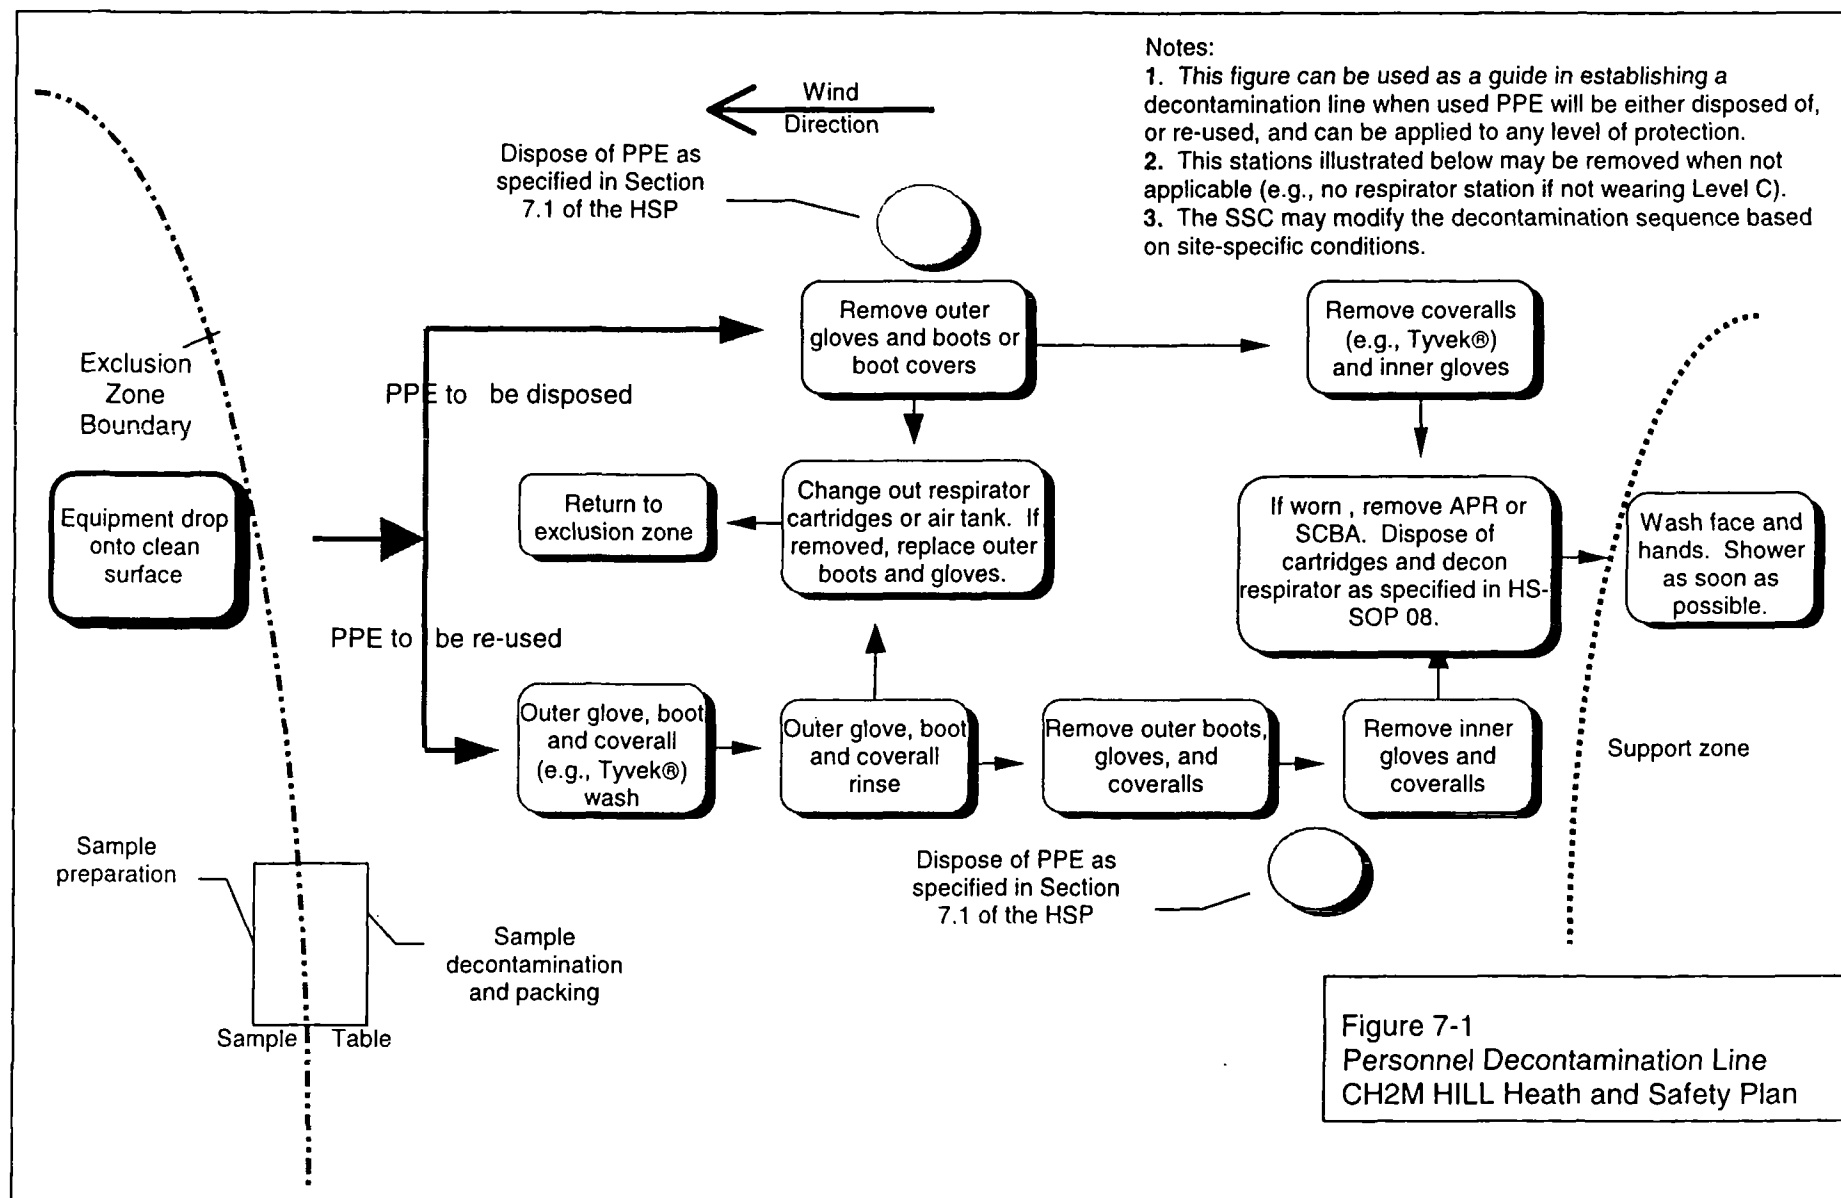 Notes:
1. This figure can be used as a guide in establishing a
decontamination line when used PPE will be either disposed of,
or re-used, and can be applied to any level of protection.
2. This stations illustrated below may be removed when not
applicable (e.g., no respirator station if not wearing Level C).
3. The SSC may modify the decontamination sequence based
on site-specific conditions.
Wind
Direction
Dispose of PPE as
specified in Section
7.1 of the HSP
Exclusion
Zone
Boundary
Equipment drop
onto clean
surface
PPE to be disposed
PPE to be re-used
Remove outer
gloves and boots or
boot covers
Remove coveralls
(e.g., Tyvek®)
and inner gloves
Return to
exclusion zone
Change out respirator
cartridges or air tank. If
removed, replace outer
boots and gloves.
If worn , remove APR or
SCBA. Dispose of
cartridges and decon
respirator as specified in HS-
SOP 08.
Wash face and
hands. Shower
as soon as
possible.
Outer glove, boot
and coverall
(e.g., Tyvek®)
wash
Outer glove, boot
and coverall
rinse
Remove outer boots,
gloves, and
coveralls
Remove inner
gloves and
coveralls
Support zone
Dispose of PPE as
specified in Section
7.1 of the HSP
Sample
preparation
Sample
decontamination
and packing
Sample Table
Figure 7-1
Personnel Decontamination Line
CH2M HILL Heath and Safety Plan